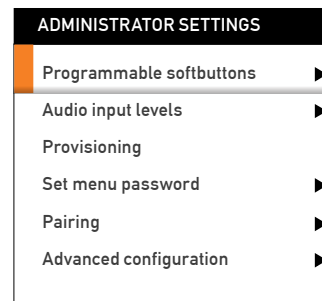 ADMINISTRATOR SETTINGS
Programmable softbuttons
Audio input levels
Provisioning
Set menu password
Pairing
Advanced configuration